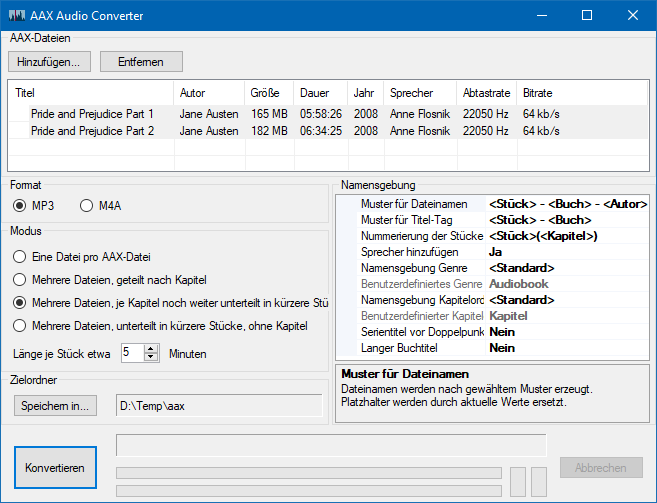 AAX Audio Converter
AAX-Dateien
Hinzufügen... Entfernen
Titel Autor Größe Dauer Jahr Sprecher Abtastrate Bitrate
Pride and Prejudice Part 1 Jane Austen 165 MB 05:58:26 2008 Anne Flosnik 22050 Hz 64 kb/s
Pride and Prejudice Part 2 Jane Austen 182 MB 06:34:25 2008 Anne Flosnik 22050 Hz 64 kb/s
Format
MP3 M4A
Modus
Eine Datei pro AAX-Datei
Mehrere Dateien, geteilt nach Kapitel
Mehrere Dateien, je Kapitel noch weiter unterteilt in kürzere Stü
Mehrere Dateien, unterteilt in kürzere Stücke, ohne Kapitel
Länge je Stück etwa 5 Minuten
Zielordner
Speichern in... D:\Temp\aax
Namensgebung
Muster für Dateinamen <Stück> - <Buch> - <Autor>
Muster für Titel-Tag <Stück> - <Buch>
Nummerierung der Stücke <Stück>(<Kapitel>)
Sprecher hinzufügen Ja
Namensgebung Genre <Standard>
Benutzerdefiniertes Genre Audiobook
Namensgebung Kapitelord <Standard>
Benutzerdefinierter Kapitel Kapitel
Serientitel vor Doppelpunk Nein
Langer Buchtitel Nein
Muster für Dateinamen
Dateinamen werden nach gewähltem Muster erzeugt.
Platzhalter werden durch aktuelle Werte ersetzt.
Konvertieren
Abbrechen